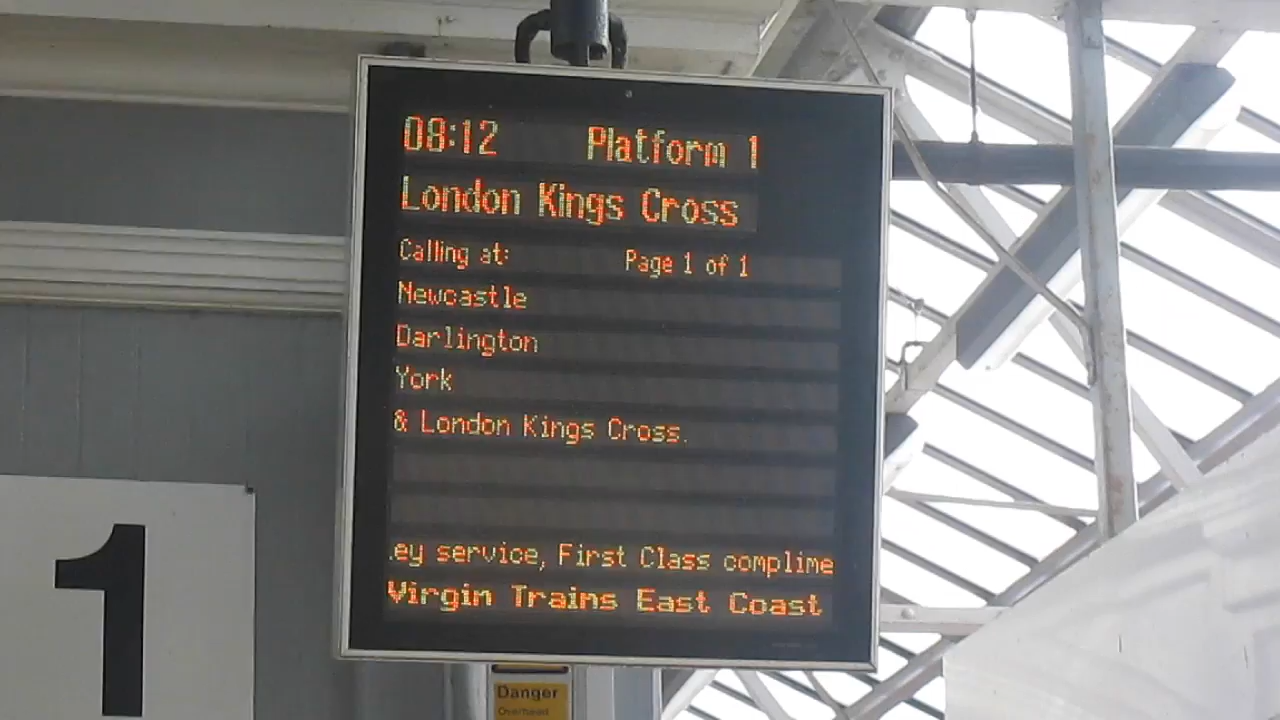 08:12 Platform 1
London Kings Cross
Calling at: Page 1 of 1
Newcastle
Darlington
York
& London Kings Cross.
ey service, First Class complime
Virgin Trains East Coast
1
Danger
Overhead